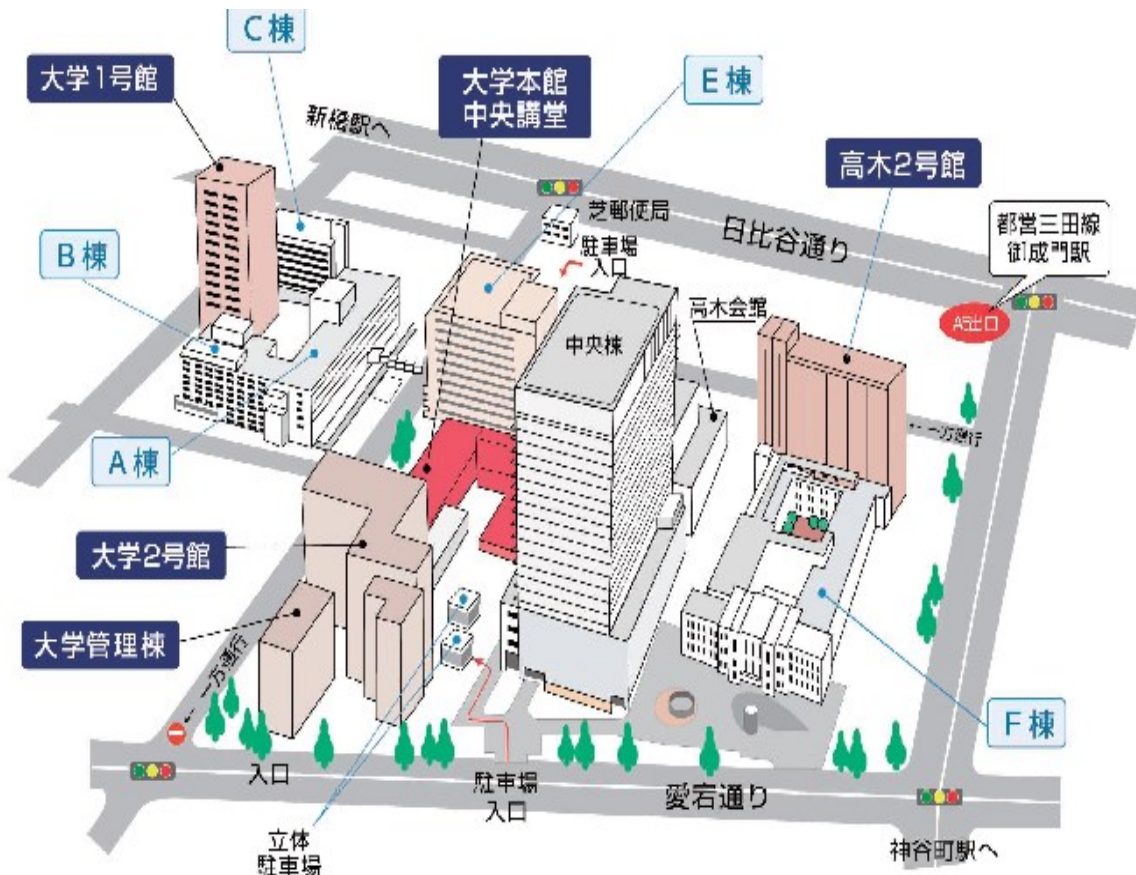 C棟
大学1号館
大学本館
中央講堂
E棟
新橋駅へ
高木2号館
芝郵便局
日比谷通り
都営三田線
御成門駅
B棟
駐車場
入口
A5出口
高木会館
中央棟
一方通行
A棟
大学2号館
大学管理棟
一方通行
F棟
入口
駐車場
入口
愛宕通り
立体
駐車場
神谷町駅へ